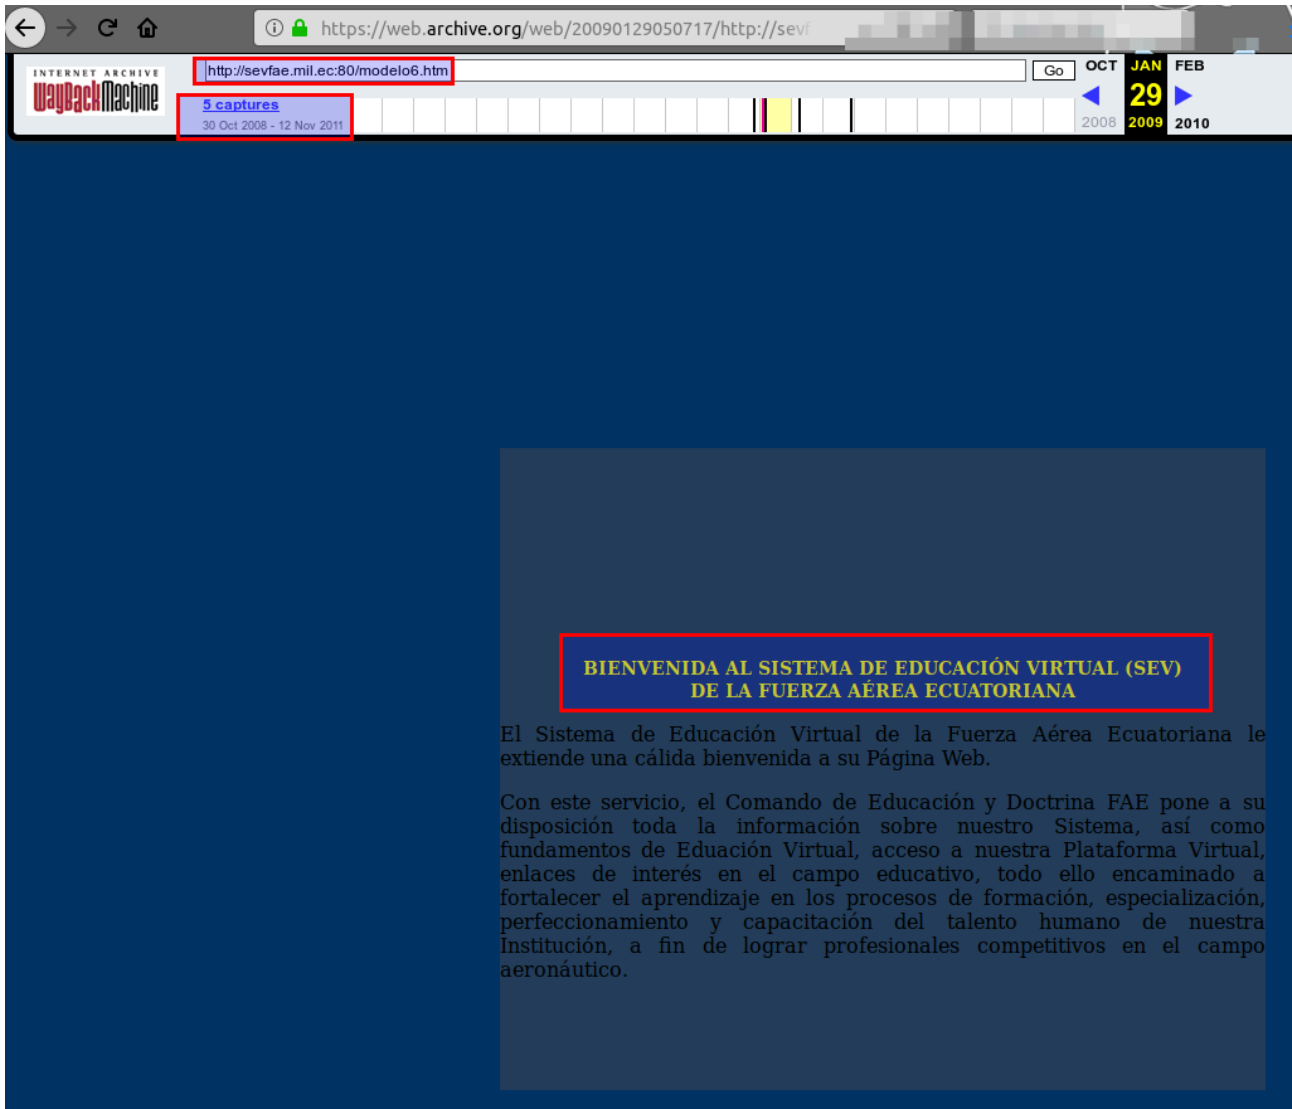 https://web.archive.org/web/20090129050717/http://sevf
INTERNET ARCHIVE
WayBackMachine
http://sevfae.mil.ec:80/modelo6.htm
Go
OCT JAN FEB
5 captures
29
30 Oct 2008 - 12 Nov 2011
2008 2009 2010
BIENVENIDA AL SISTEMA DE EDUCACIÓN VIRTUAL (SEV)
DE LA FUERZA AÉREA ECUATORIANA
El Sistema de Educación Virtual de la Fuerza Aérea Ecuatoriana le
extiende una cálida bienvenida a su Página Web.
Con este servicio, el Comando de Educación y Doctrina FAE pone a su
disposición toda la información sobre nuestro Sistema, así como
fundamentos de Eduación Virtual, acceso a nuestra Plataforma Virtual,
enlaces de interés en el campo educativo, todo ello encaminado a
fortalecer el aprendizaje en los procesos de formación, especialización,
perfeccionamiento y capacitación del talento humano de nuestra
Institución, a fin de lograr profesionales competitivos en el campo
aeronáutico.